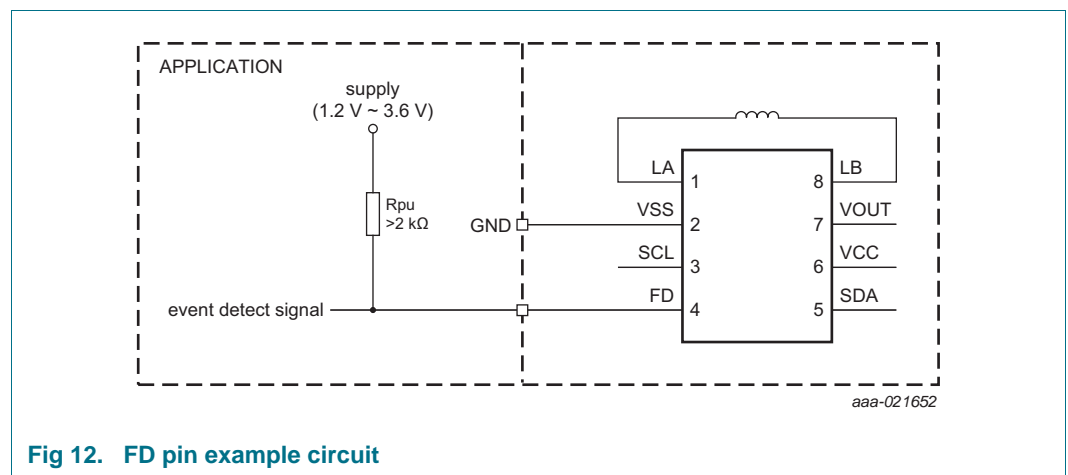 APPLICATION
supply
(1.2 V ~ 3.6 V)
Rpu
>2 kΩ
GND
event detect signal
LA
1
VSS
2
SCL
3
FD
4
8
LB
7
VOUT
6
VCC
5
SDA
aaa-021652
Fig 12. FD pin example circuit